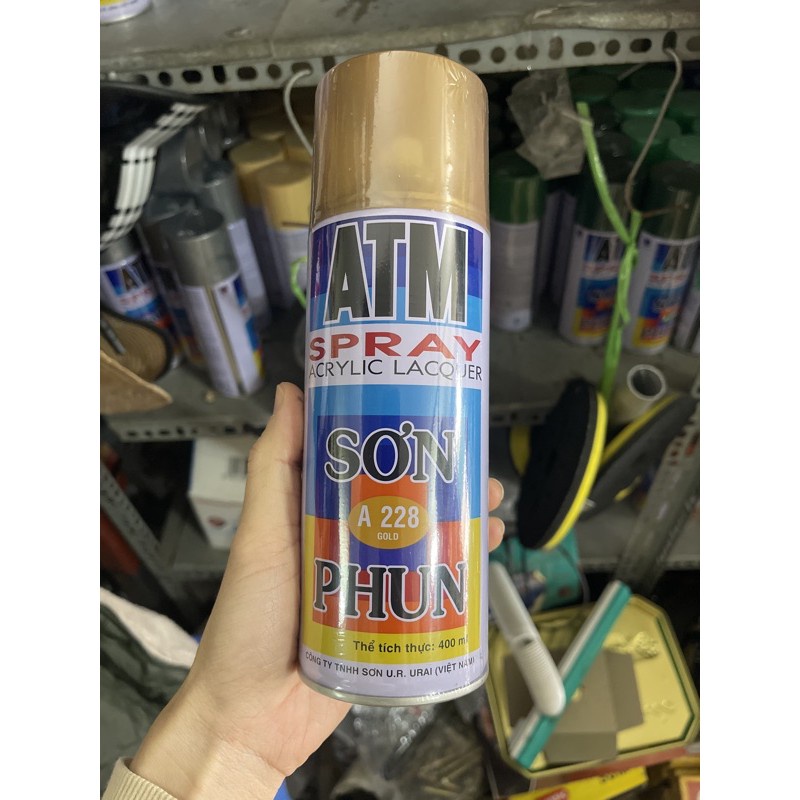 ATM
SPRAY
ACRYLIC LACQUER
SƠN
A 228
GOLD
PHUN
Thể tích thực: 400 ml
CÔNG TY TNHH SƠN U.R. URAI (VIỆT NAM)